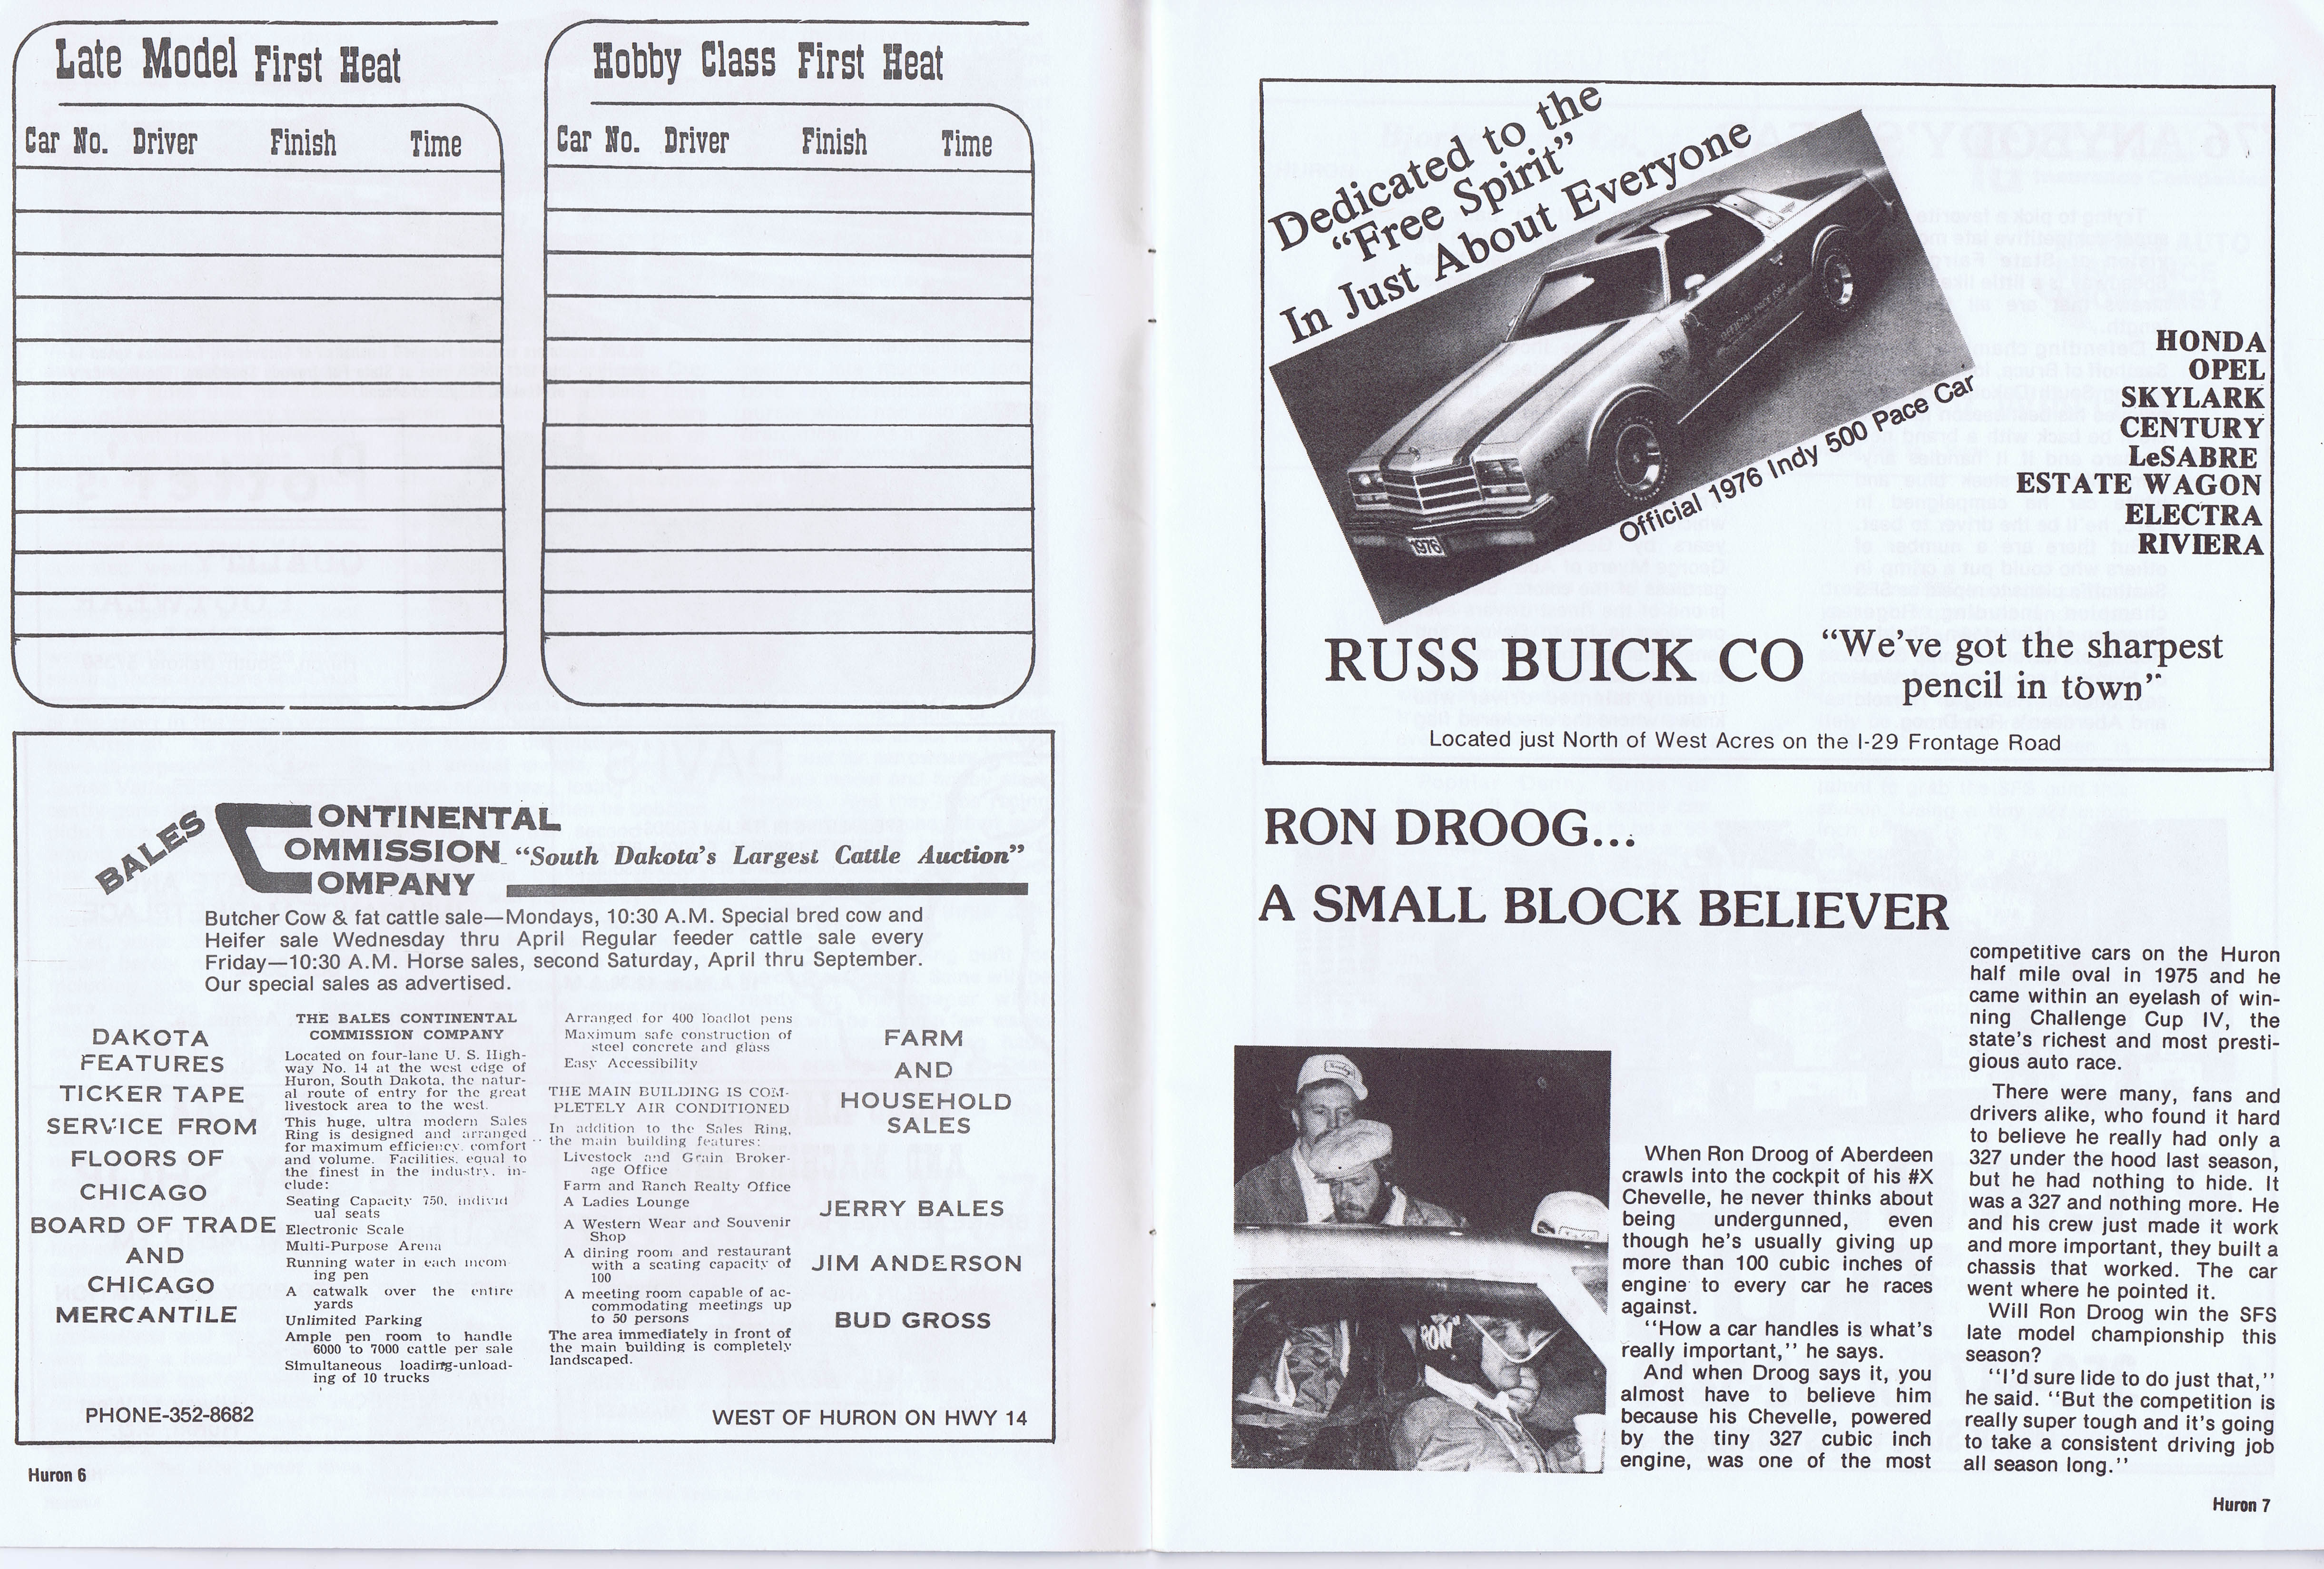 Late Model First Heat
Car No. Driver Finish Time
Hobby Class First Heat
Car No. Driver Finish Time
BALES
CONTINENTAL
COMMISSION
COMPANY
"South Dakota's Largest Cattle Auction"
Butcher Cow & fat cattle sale—Mondays, 10:30 A.M. Special bred cow and
Heifer sale Wednesday thru April Regular feeder cattle sale every
Friday—10:30 A.M. Horse sales, second Saturday, April thru September.
Our special sales as advertised.
DAKOTA
FEATURES
TICKER TAPE
SERVICE FROM
FLOORS OF
CHICAGO
BOARD OF TRADE
AND
CHICAGO
MERCANTILE
THE BALES CONTINENTAL
COMMISSION COMPANY
Located on four-lane U. S. High-
way No. 14 at the west edge of
Huron, South Dakota, the natur-
al route of entry for the great
livestock area to the west.
This huge, ultra modern Sales
Ring is designed and arranged
for maximum efficiency, comfort
and volume. Facilities, equal to
the finest in the industry, in-
clude:
Seating Capacity 750, individ
ual seats
Electronic Scale
Multi-Purpose Arena
Running water in each incom
ing pen
A catwalk over the entire
yards
Unlimited Parking
Ample pen room to handle
6000 to 7000 cattle per sale
Simultaneous loading-unload-
ing of 10 trucks
Arranged for 400 loadlot pens
Maximum safe construction of
steel concrete and glass
Easy Accessibility
THE MAIN BUILDING IS COM-
PLETELY AIR CONDITIONED
In addition to the Sales Ring,
the main building features:
Livestock and Grain Broker-
age Office
Farm and Ranch Realty Office
A Ladies Lounge
A Western Wear and Souvenir
Shop
A dining room and restaurant
with a seating capacity of
100
A meeting room capable of ac-
commodating meetings up
to 50 persons
The area immediately in front of
the main building is completely
landscaped.
FARM
AND
HOUSEHOLD
SALES
JERRY BALES
JIM ANDERSON
BUD GROSS
PHONE-352-8682
WEST OF HURON ON HWY 14
Huron 6
Dedicated to the
"Free Spirit"
In Just About Everyone
OFFICIAL PACE CAR
BUICK
1976
Official 1976 Indy 500 Pace Car
HONDA
OPEL
SKYLARK
CENTURY
LeSABRE
ESTATE WAGON
ELECTRA
RIVIERA
RUSS BUICK CO
"We've got the sharpest
pencil in town"
Located just North of West Acres on the I-29 Frontage Road
RON DROOG...
A SMALL BLOCK BELIEVER
"RON"
When Ron Droog of Aberdeen
crawls into the cockpit of his #X
Chevelle, he never thinks about
being undergunned, even
though he's usually giving up
more than 100 cubic inches of
engine to every car he races
against.
"How a car handles is what's
really important," he says.
And when Droog says it, you
almost have to believe him
because his Chevelle, powered
by the tiny 327 cubic inch
engine, was one of the most
competitive cars on the Huron
half mile oval in 1975 and he
came within an eyelash of win-
ning Challenge Cup IV, the
state's richest and most presti-
gious auto race.
There were many, fans and
drivers alike, who found it hard
to believe he really had only a
327 under the hood last season,
but he had nothing to hide. It
was a 327 and nothing more. He
and his crew just made it work
and more important, they built a
chassis that worked. The car
went where he pointed it.
Will Ron Droog win the SFS
late model championship this
season?
"I'd sure lide to do just that,"
he said. "But the competition is
really super tough and it's going
to take a consistent driving job
all season long."
Huron 7